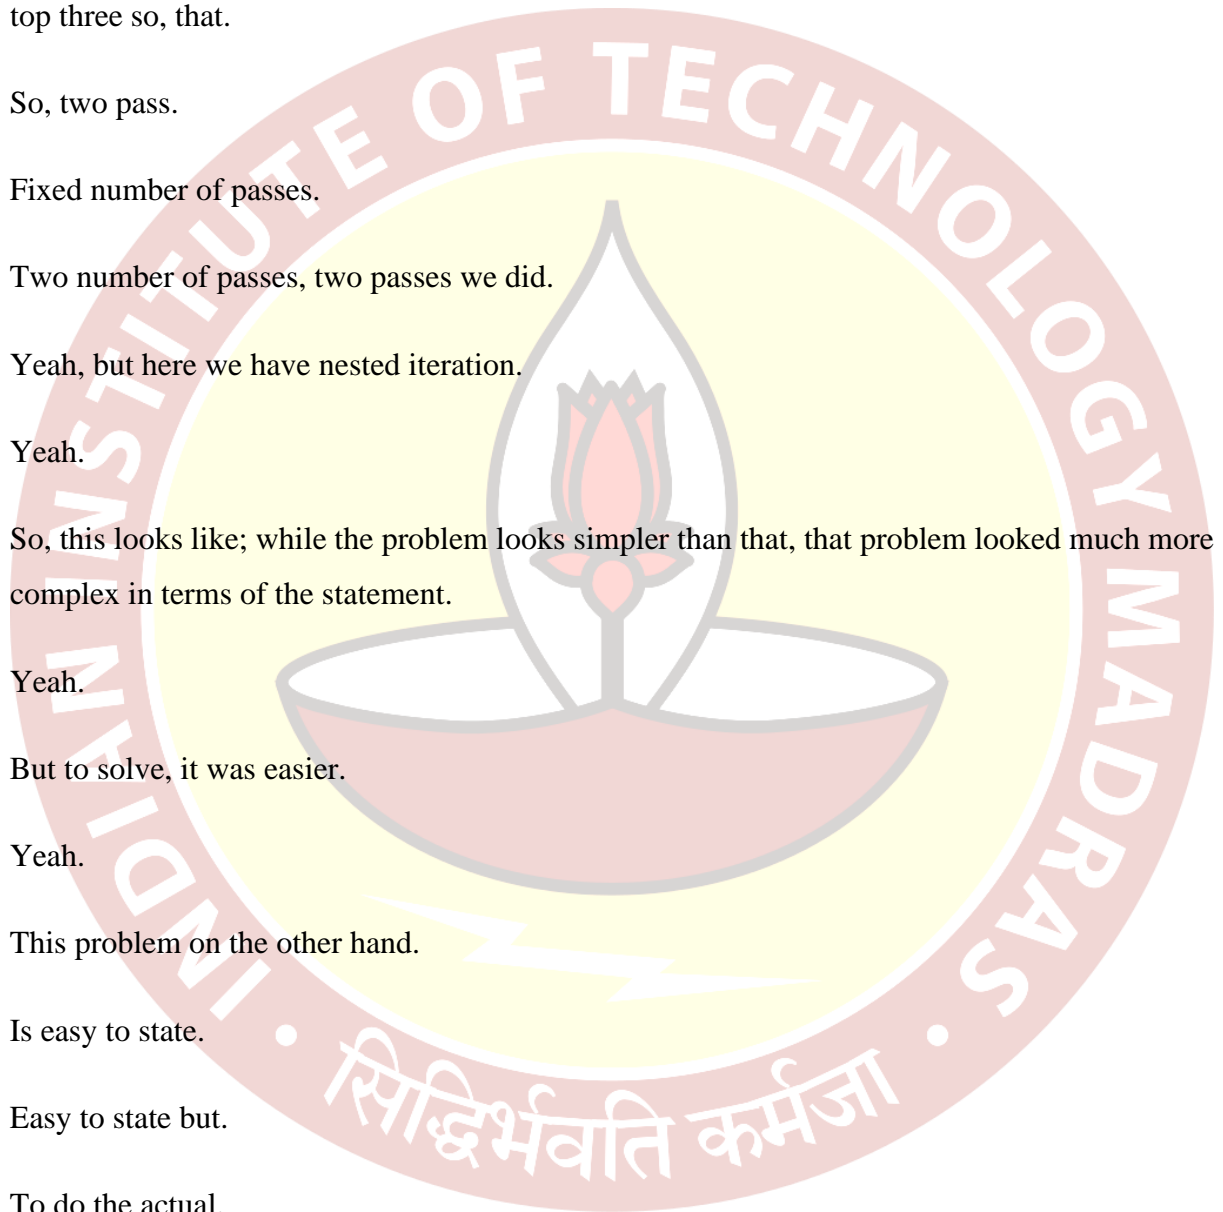 top three so, that.
So, two pass.
Fixed number of passes.
Two number of passes, two passes we did.
Yeah, but here we have nested iteration.
Yeah.
So, this looks like; while the problem looks simpler than that, that problem looked much more
complex in terms of the statement.
Yeah.
But to solve, it was easier.
Yeah.
This problem on the other hand.
Is easy to state.
Easy to state but.
To do the actual.
INDIAN INSTITUTE OF TECHNOLOGY MADRAS
सिद्धिर्भवति कर्मजा